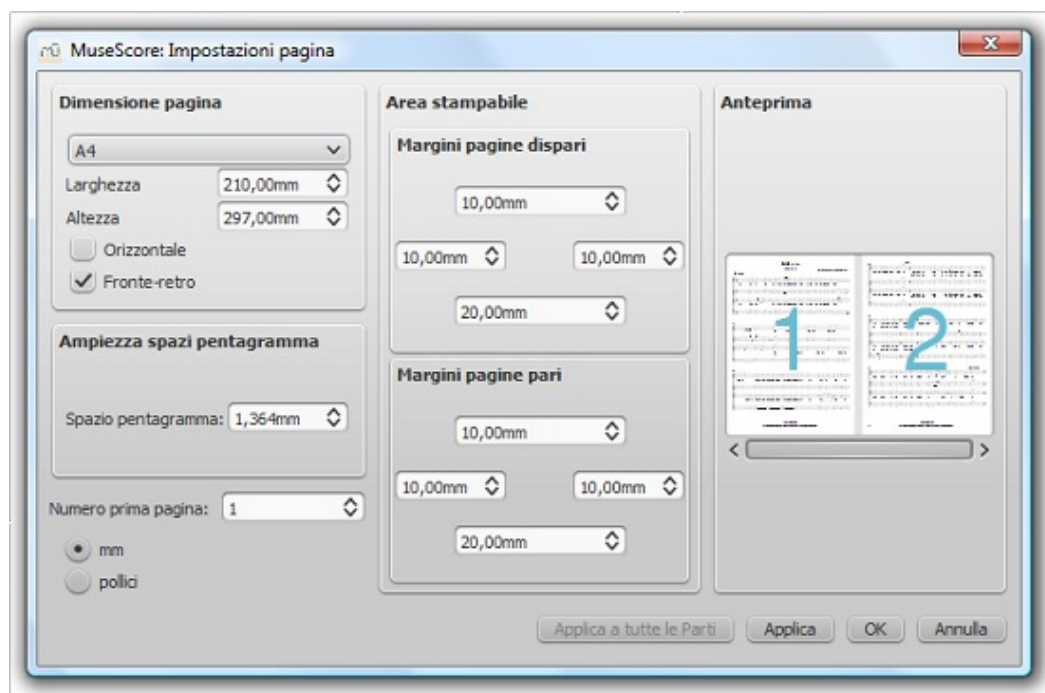 MuseScore: Impostazioni pagina
Dimensione pagina
A4
Larghezza 210,00mm
Altezza 297,00mm
Orizzontale
Fronte-retro
Ampiezza spazi pentagramma
Spazio pentagramma: 1,364mm
Numero prima pagina: 1
mm
pollici
Area stampabile
Margini pagine dispari
10,00mm
10,00mm 10,00mm
20,00mm
Margini pagine pari
10,00mm
10,00mm 10,00mm
20,00mm
Anteprima
1 2
Applica a tutte le Parti Applica OK Annulla